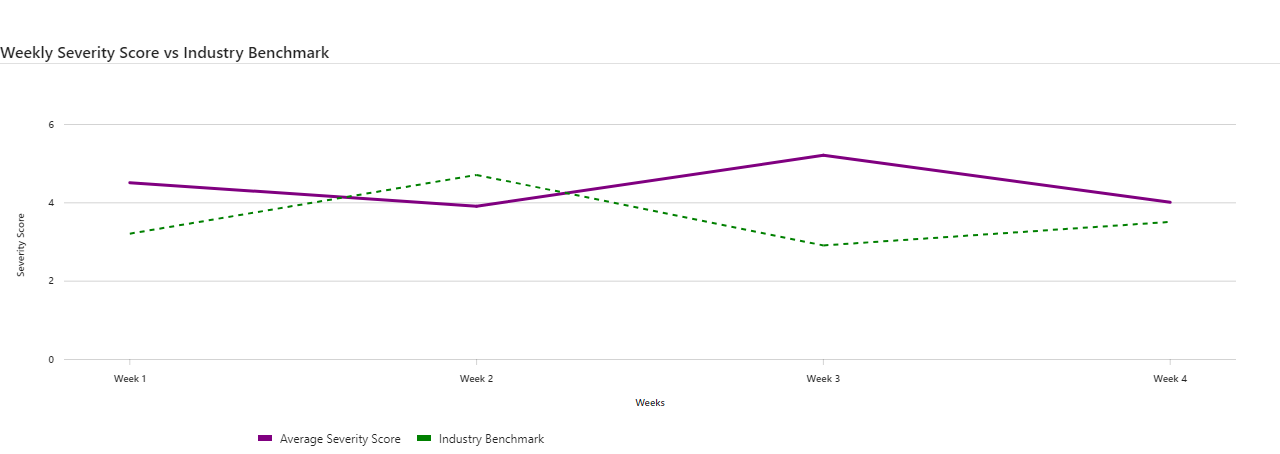 Weekly Severity Score vs Industry Benchmark
6
4
2
0
Severity Score
Week 1 Week 2 Week 3 Week 4
Weeks
Average Severity Score Industry Benchmark